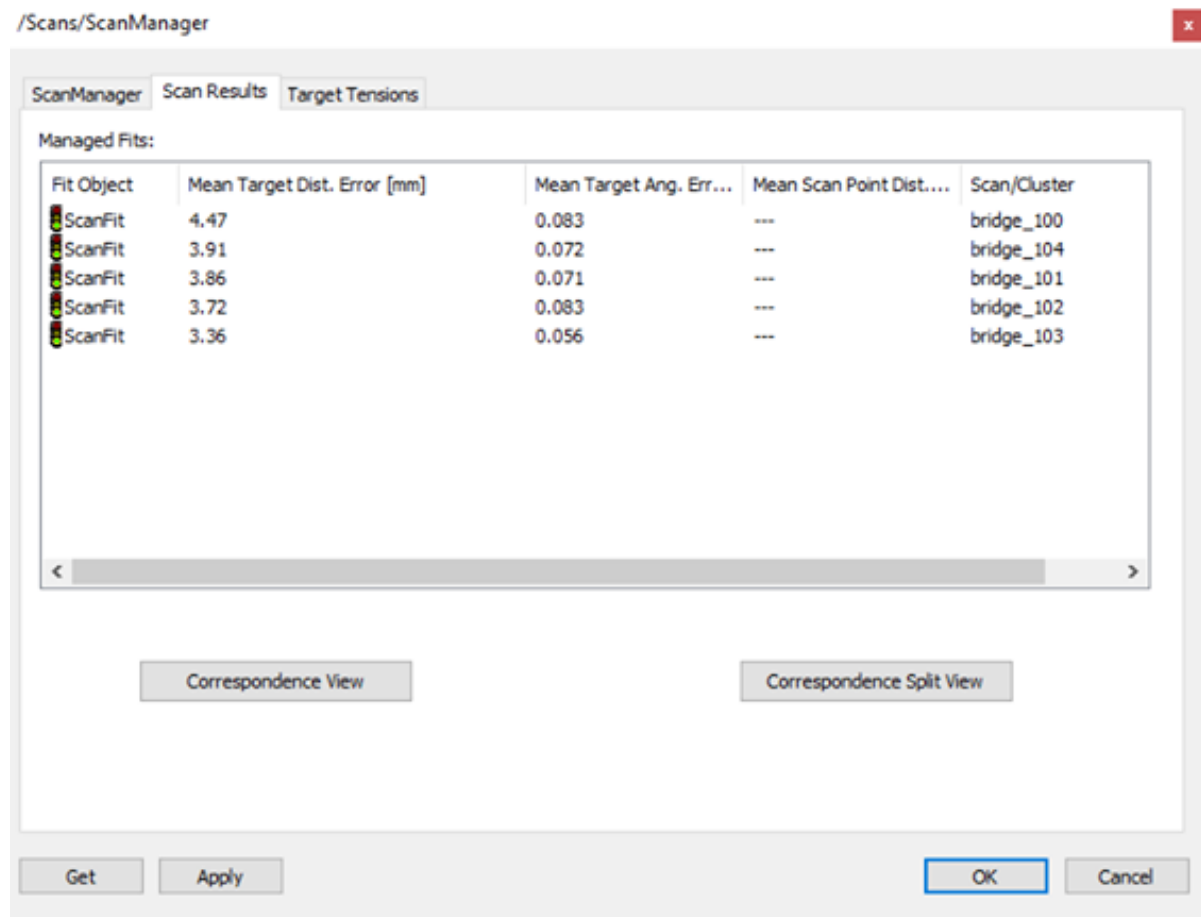 /Scans/ScanManager
x
ScanManager Scan Results Target Tensions
Managed Fits:
Fit Object Mean Target Dist. Error [mm] Mean Target Ang. Err... Mean Scan Point Dist.... Scan/Cluster
ScanFit 4.47 0.083 --- bridge_100
ScanFit 3.91 0.072 --- bridge_104
ScanFit 3.86 0.071 --- bridge_101
ScanFit 3.72 0.083 --- bridge_102
ScanFit 3.36 0.056 --- bridge_103
Correspondence View Correspondence Split View
Get Apply OK Cancel